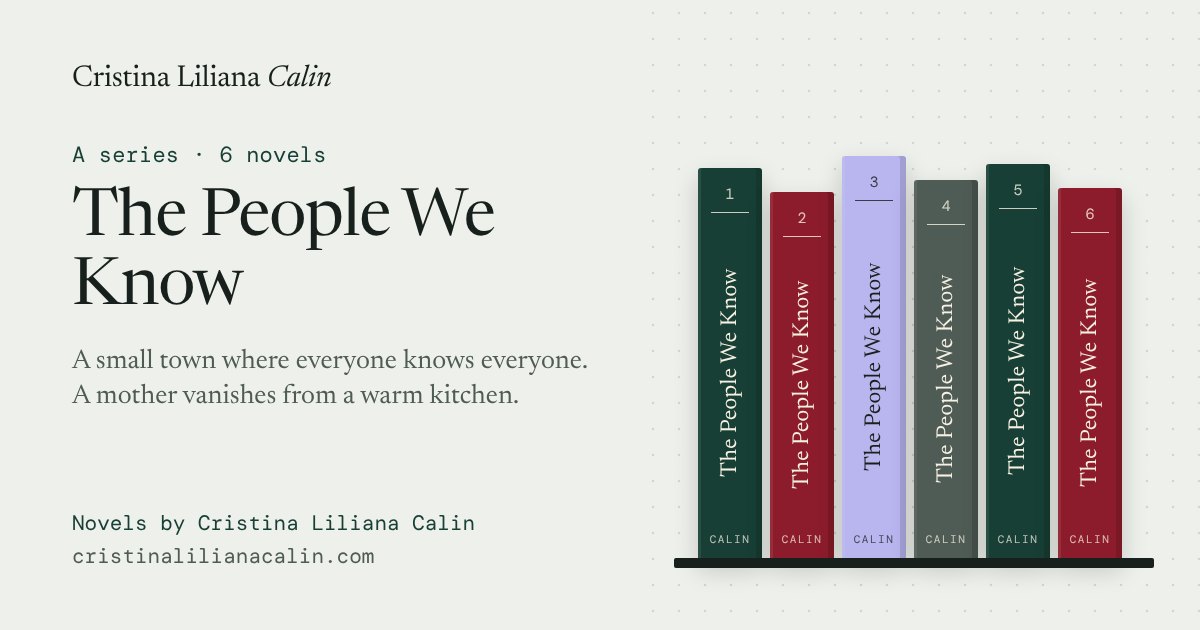 Cristina Liliana Calin
A series · 6 novels
The People We
Know
A small town where everyone knows everyone.
A mother vanishes from a warm kitchen.
Novels by Cristina Liliana Calin
cristinalilianacalin.com
1
The People We Know
CALIN
2
The People We Know
CALIN
3
The People We Know
CALIN
4
The People We Know
CALIN
5
The People We Know
CALIN
6
The People We Know
CALIN